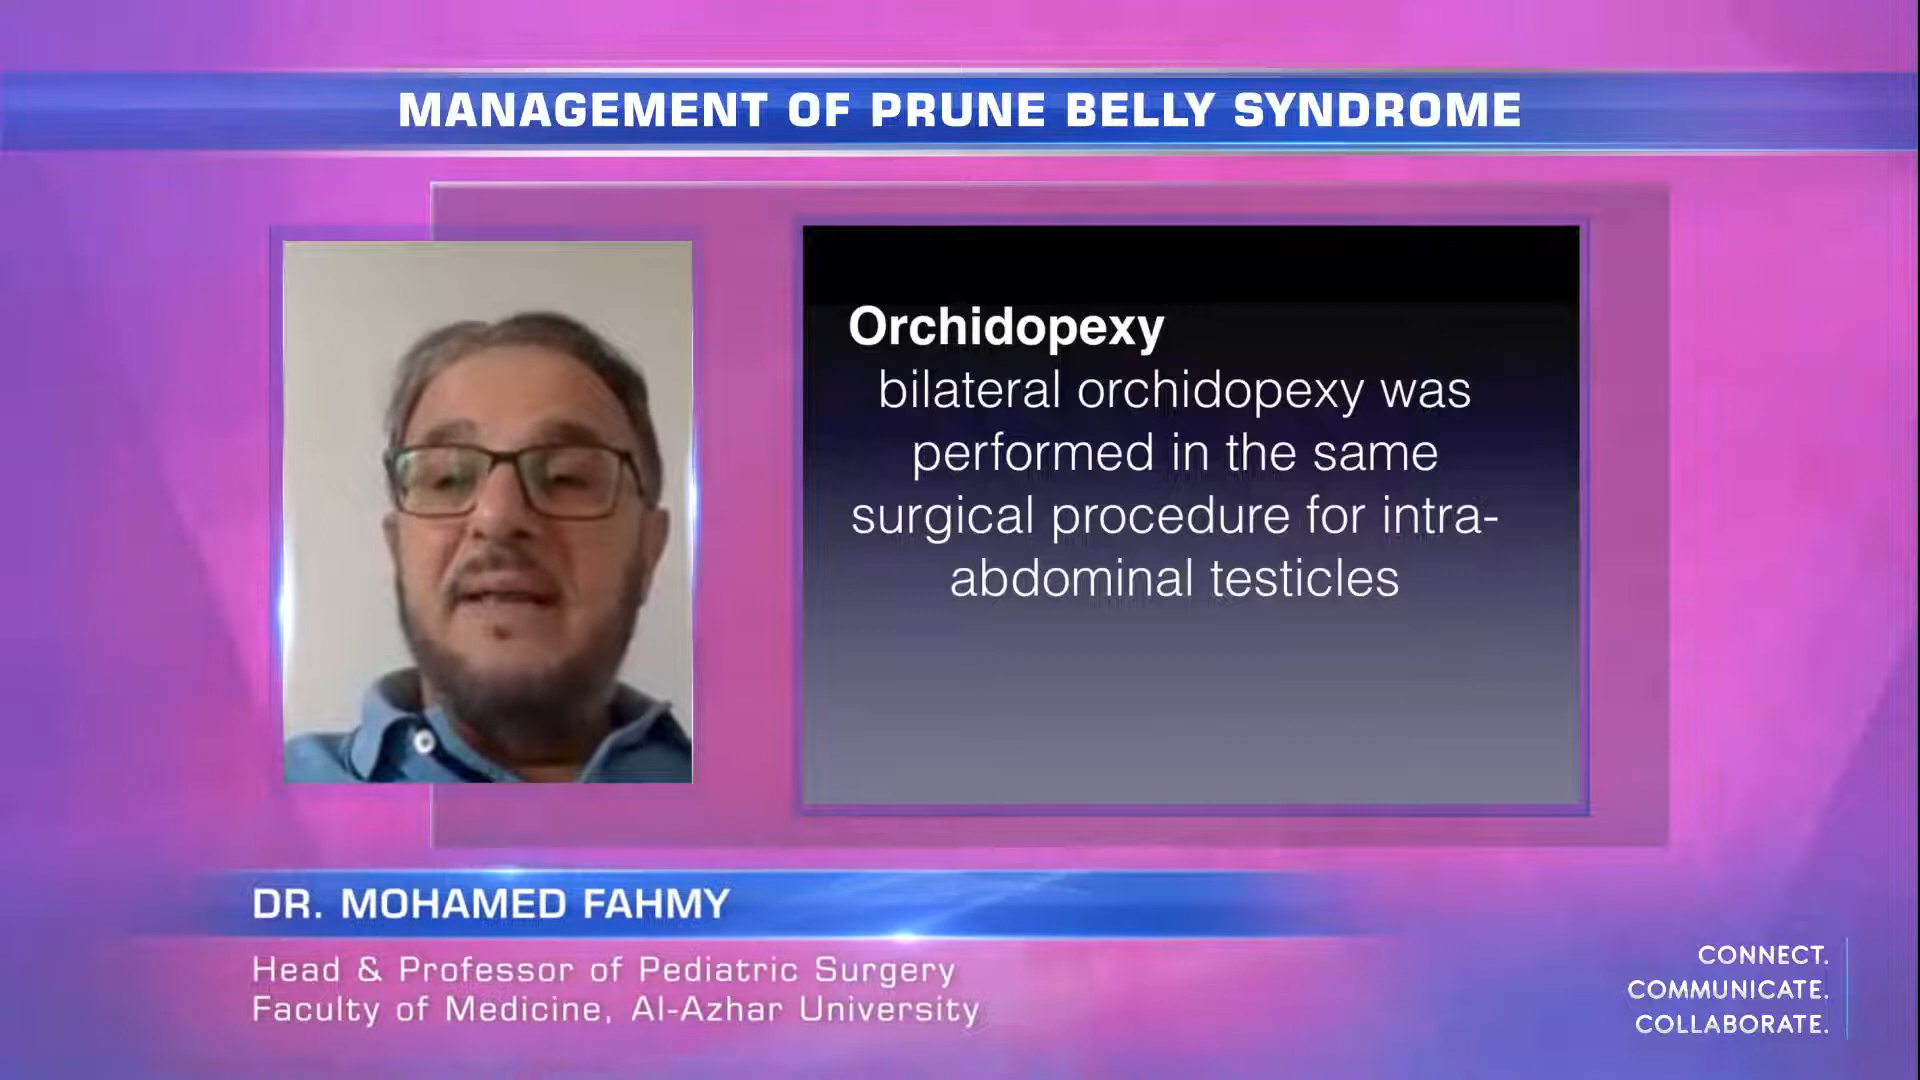 MANAGEMENT OF PRUNE BELLY SYNDROME
Orchidopexy
bilateral orchidopexy was
performed in the same
surgical procedure for intra-
abdominal testicles
DR. MOHAMED FAHMY
Head & Professor of Pediatric Surgery
Faculty of Medicine, Al-Azhar University
CONNECT.
COMMUNICATE.
COLLABORATE.